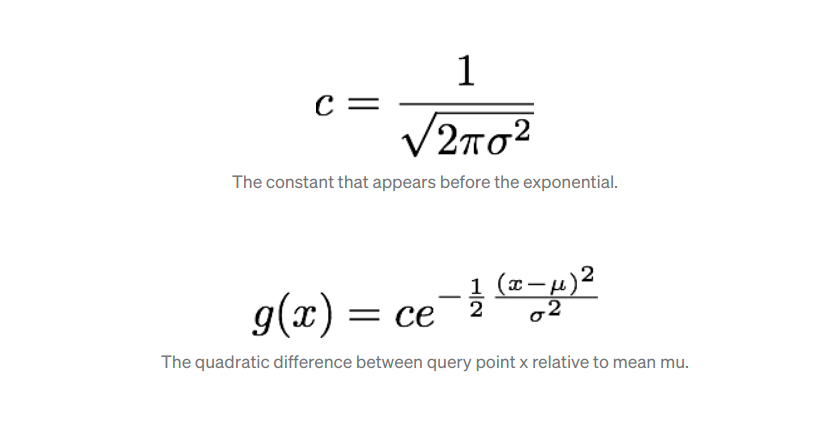 c = \frac{1}{\sqrt{2\pi\sigma^2}}
The constant that appears before the exponential.
g(x) = ce^{-\frac{1}{2}\frac{(x-\mu)^2}{\sigma^2}}
The quadratic difference between query point x relative to mean mu.